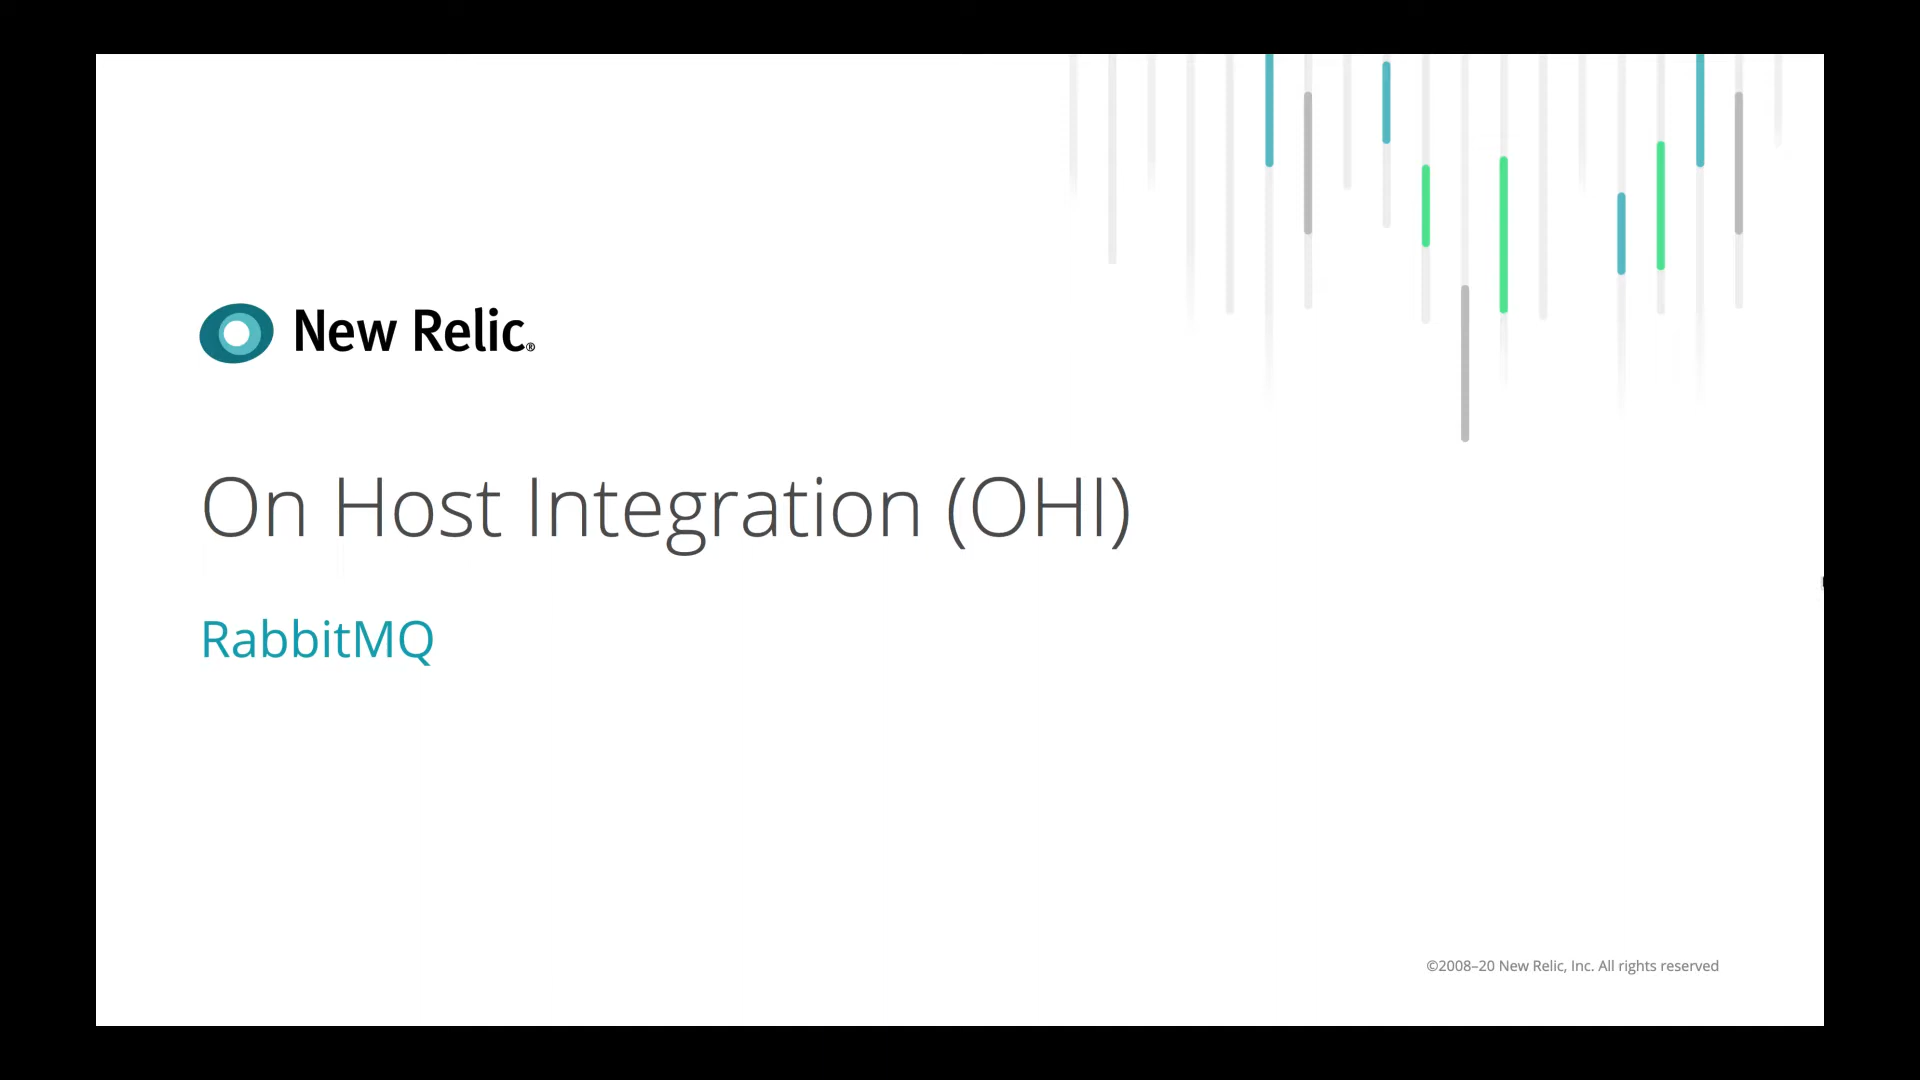 New Relic®
On Host Integration (OHI)
RabbitMQ
©2008–20 New Relic, Inc. All rights reserved